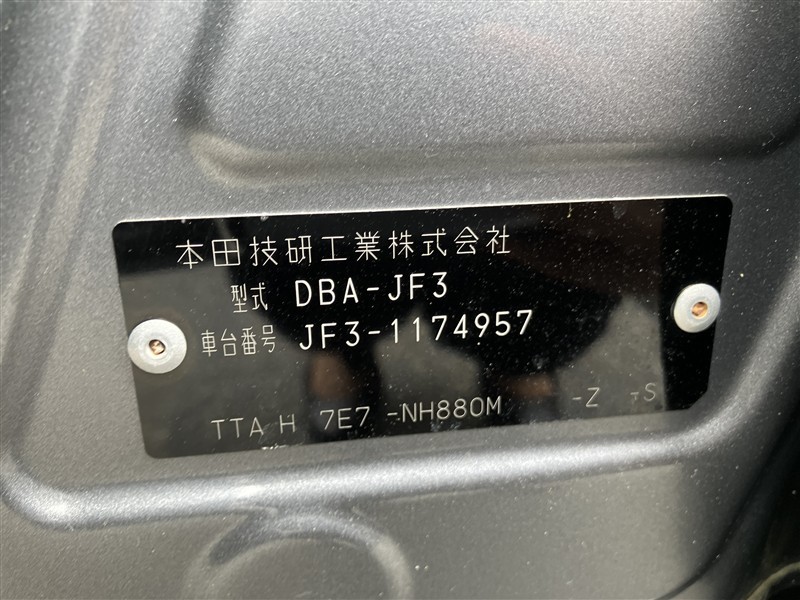 本田技研工業株式会社
型式 DBA-JF3
車台番号 JF3-1174957
TTA H 7E7 -NH880M -Z -S